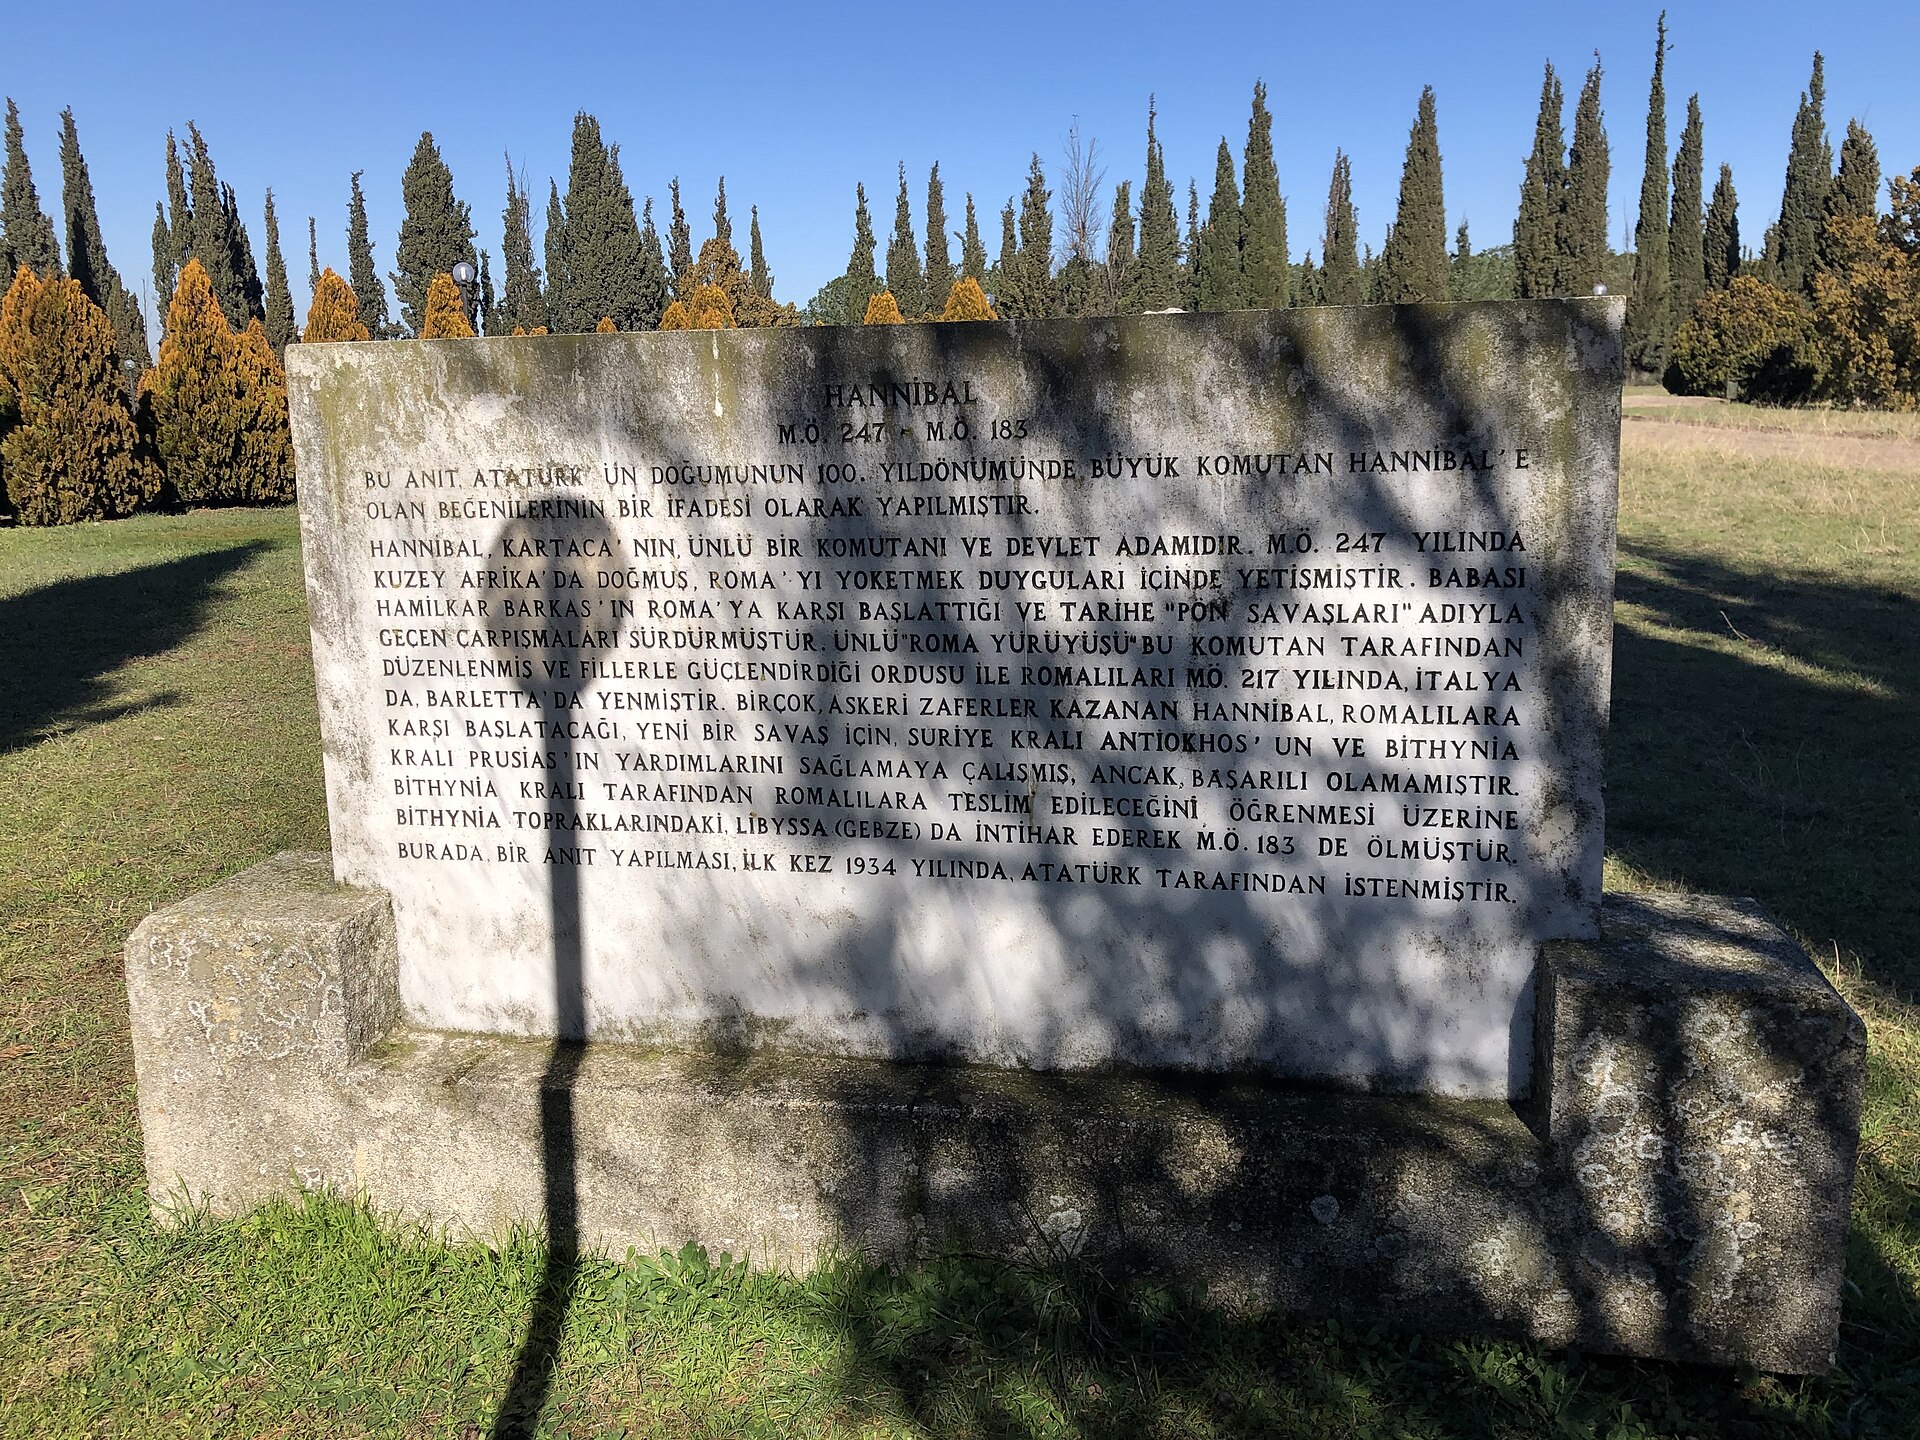 HANNİBAL
M.Ö. 247 - M.Ö. 183
BU ANIT, ATATÜRK' ÜN DOĞUMUNUN 100. YILDÖNÜMÜNDE, BÜYÜK KOMUTAN HANNİBAL' E
OLAN BEĞENİLERİNİN BİR İFADESİ OLARAK YAPILMIŞTIR.
HANNİBAL, KARTACA' NIN, ÜNLÜ BİR KOMUTANI VE DEVLET ADAMIDIR. M.Ö. 247 YILINDA
KUZEY AFRİKA'DA DOĞMUŞ, ROMA' YI YOKETMEK DUYGULARI İÇİNDE YETİŞMİŞTİR. BABASI
HAMİLKAR BARKAS'IN ROMA'YA KARŞI BAŞLATTIĞI VE TARİHE "PÖN SAVAŞLARI" ADIYLA
GEÇEN ÇARPIŞMALARI SÜRDÜRMÜŞTÜR. ÜNLÜ "ROMA YÜRÜYÜŞÜ" BU KOMUTAN TARAFINDAN
DÜZENLENMİŞ VE FİLLERLE GÜÇLENDİRDİĞİ ORDUSU İLE ROMALILARI MÖ. 217 YILINDA, İTALYA
DA, BARLETTA'DA YENMİŞTİR. BİRÇOK, ASKERİ ZAFERLER KAZANAN HANNİBAL, ROMALILARA
KARŞI BAŞLATACAĞI, YENİ BİR SAVAŞ İÇİN, SURİYE KRALI ANTİOKHOS' UN VE BİTHYNİA
KRALI PRUSİAS'IN YARDIMLARINI SAĞLAMAYA ÇALIŞMIŞ, ANCAK, BAŞARILI OLAMAMIŞTIR.
BİTHYNİA KRALI TARAFINDAN ROMALILARA TESLİM EDİLECEĞİNİ, ÖĞRENMESİ ÜZERİNE
BİTHYNİA TOPRAKLARINDAKİ, LİBYSSA (GEBZE) DA İNTİHAR EDEREK M.Ö. 183 DE ÖLMÜŞTÜR.
BURADA, BİR ANIT YAPILMASI, İLK KEZ 1934 YILINDA, ATATÜRK TARAFINDAN İSTENMİŞTİR.